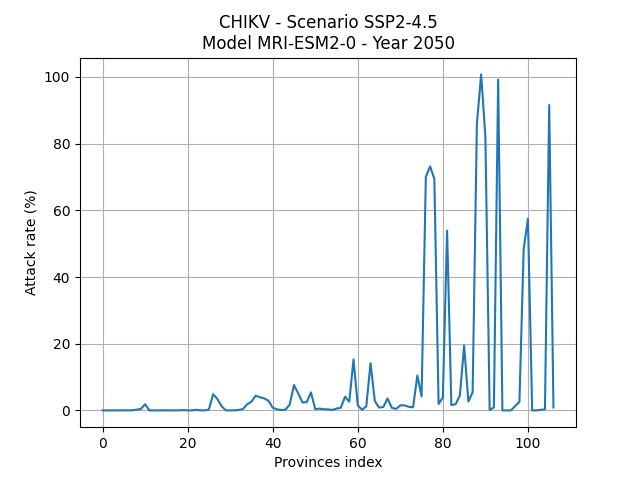 CHIKV - Scenario SSP2-4.5
Model MRI-ESM2-0 - Year 2050
100
80
60
40
20
0
Attack rate (%)
0 20 40 60 80 100
Provinces index